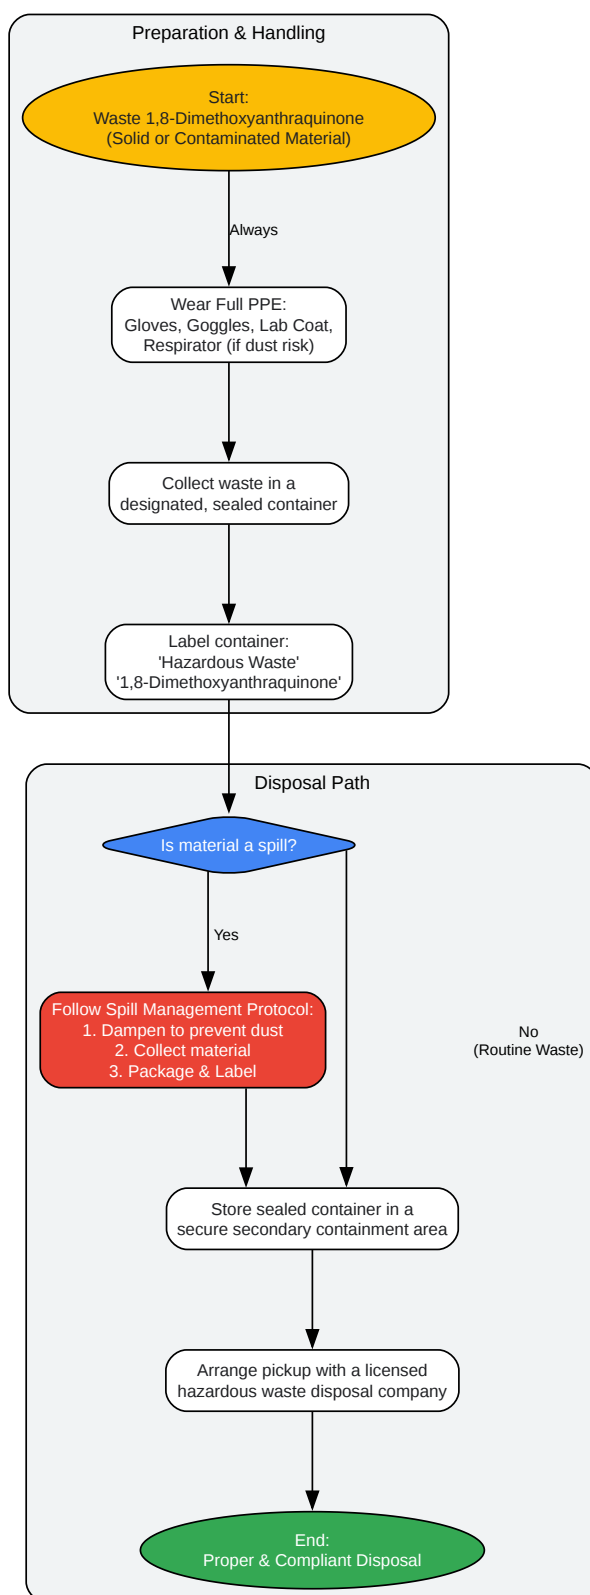 Preparation & Handling
Start:
Waste 1,8-Dimethoxyanthraquinone
(Solid or Contaminated Material)
Always
Wear Full PPE:
Gloves, Goggles, Lab Coat,
Respirator (if dust risk)
Collect waste in a
designated, sealed container
Label container:
'Hazardous Waste'
'1,8-Dimethoxyanthraquinone'
Disposal Path
Is material a spill?
Yes
Follow Spill Management Protocol:
1. Dampen to prevent dust
2. Collect material
3. Package & Label
No
(Routine Waste)
Store sealed container in a
secure secondary containment area
Arrange pickup with a licensed
hazardous waste disposal company
End:
Proper & Compliant Disposal